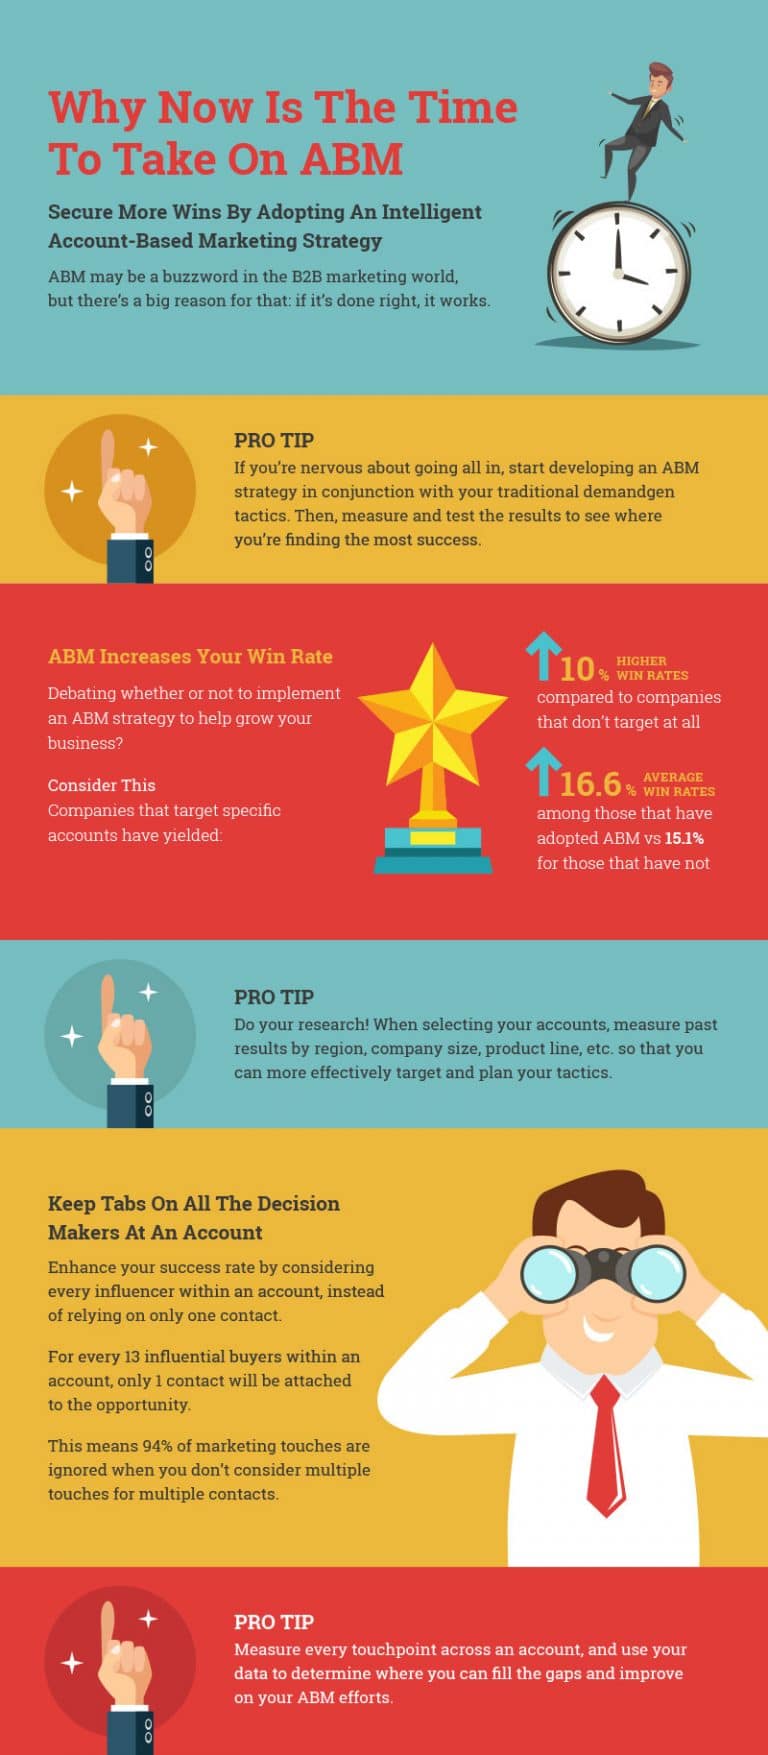 Why Now Is The Time
To Take On ABM
Secure More Wins By Adopting An Intelligent
Account-Based Marketing Strategy
ABM may be a buzzword in the B2B marketing world,
but there's a big reason for that: if it's done right, it works.
PRO TIP
If you're nervous about going all in, start developing an ABM
strategy in conjunction with your traditional demandgen
tactics. Then, measure and test the results to see where
you're finding the most success.
ABM Increases Your Win Rate
Debating whether or not to implement
an ABM strategy to help grow your
business?
Consider This
Companies that target specific
accounts have yielded:
10% HIGHER
WIN RATES
compared to companies
that don't target at all
16.6% AVERAGE
WIN RATES
among those that have
adopted ABM vs 15.1%
for those that have not
PRO TIP
Do your research! When selecting your accounts, measure past
results by region, company size, product line, etc. so that you
can more effectively target and plan your tactics.
Keep Tabs On All The Decision
Makers At An Account
Enhance your success rate by considering
every influencer within an account, instead
of relying on only one contact.
For every 13 influential buyers within an
account, only 1 contact will be attached
to the opportunity.
This means 94% of marketing touches are
ignored when you don't consider multiple
touches for multiple contacts.
PRO TIP
Measure every touchpoint across an account, and use your
data to determine where you can fill the gaps and improve
on your ABM efforts.